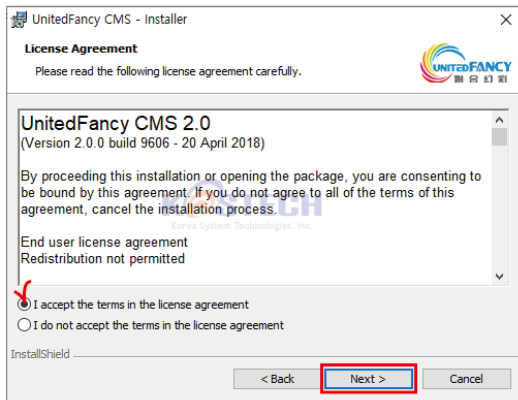 UnitedFancy CMS - Installer
License Agreement
Please read the following license agreement carefully.
UNITEDFANCY
聯合幻彩
UnitedFancy CMS 2.0
(Version 2.0.0 build 9606 - 20 April 2018)
By proceeding this installation or opening the package, you are consenting to
be bound by this agreement. If you do not agree to all of the terms of this
agreement, cancel the installation process.
KOSTECH
Korea System Technologies. Inc.
End user license agreement
Redistribution not permitted
I accept the terms in the license agreement
I do not accept the terms in the license agreement
InstallShield
< Back
Next >
Cancel